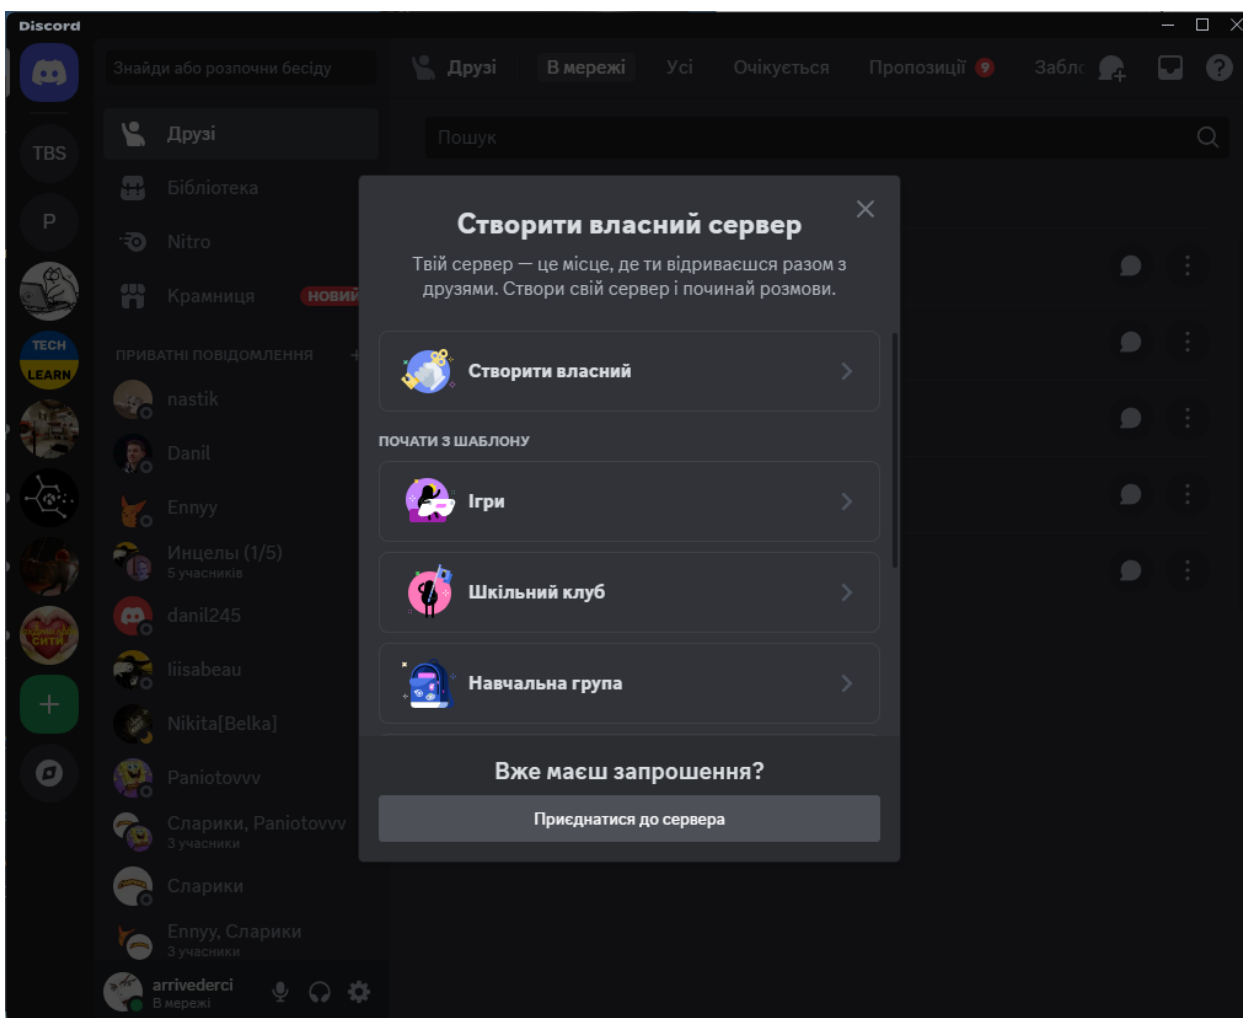 Discord
Знайди або розпочни бесіду
Друзі
В мережі
Усі
Очікується
Пропозиції 9
Забло
TBS
P
TECH
LEARN
СИТИ
Друзі
Бібліотека
Nitro
Крамниця
НОВИЙ
ПРИВАТНІ ПОВІДОМЛЕННЯ +
nastik
Danil
Ennyy
Инцелы (1/5)
5 учасників
danil245
liisabeau
Nikita[Belka]
Paniotovvv
Сларики, Paniotovvv
3 учасники
Сларики
Ennyy, Сларики
3 учасники
arrivederci
В мережі
Пошук
Створити власний сервер
Твій сервер — це місце, де ти відриваєшся разом з
друзями. Створи свій сервер і починай розмови.
Створити власний
ПОЧАТИ З ШАБЛОНУ
Ігри
Шкільний клуб
Навчальна група
Вже маєш запрошення?
Приєднатися до сервера